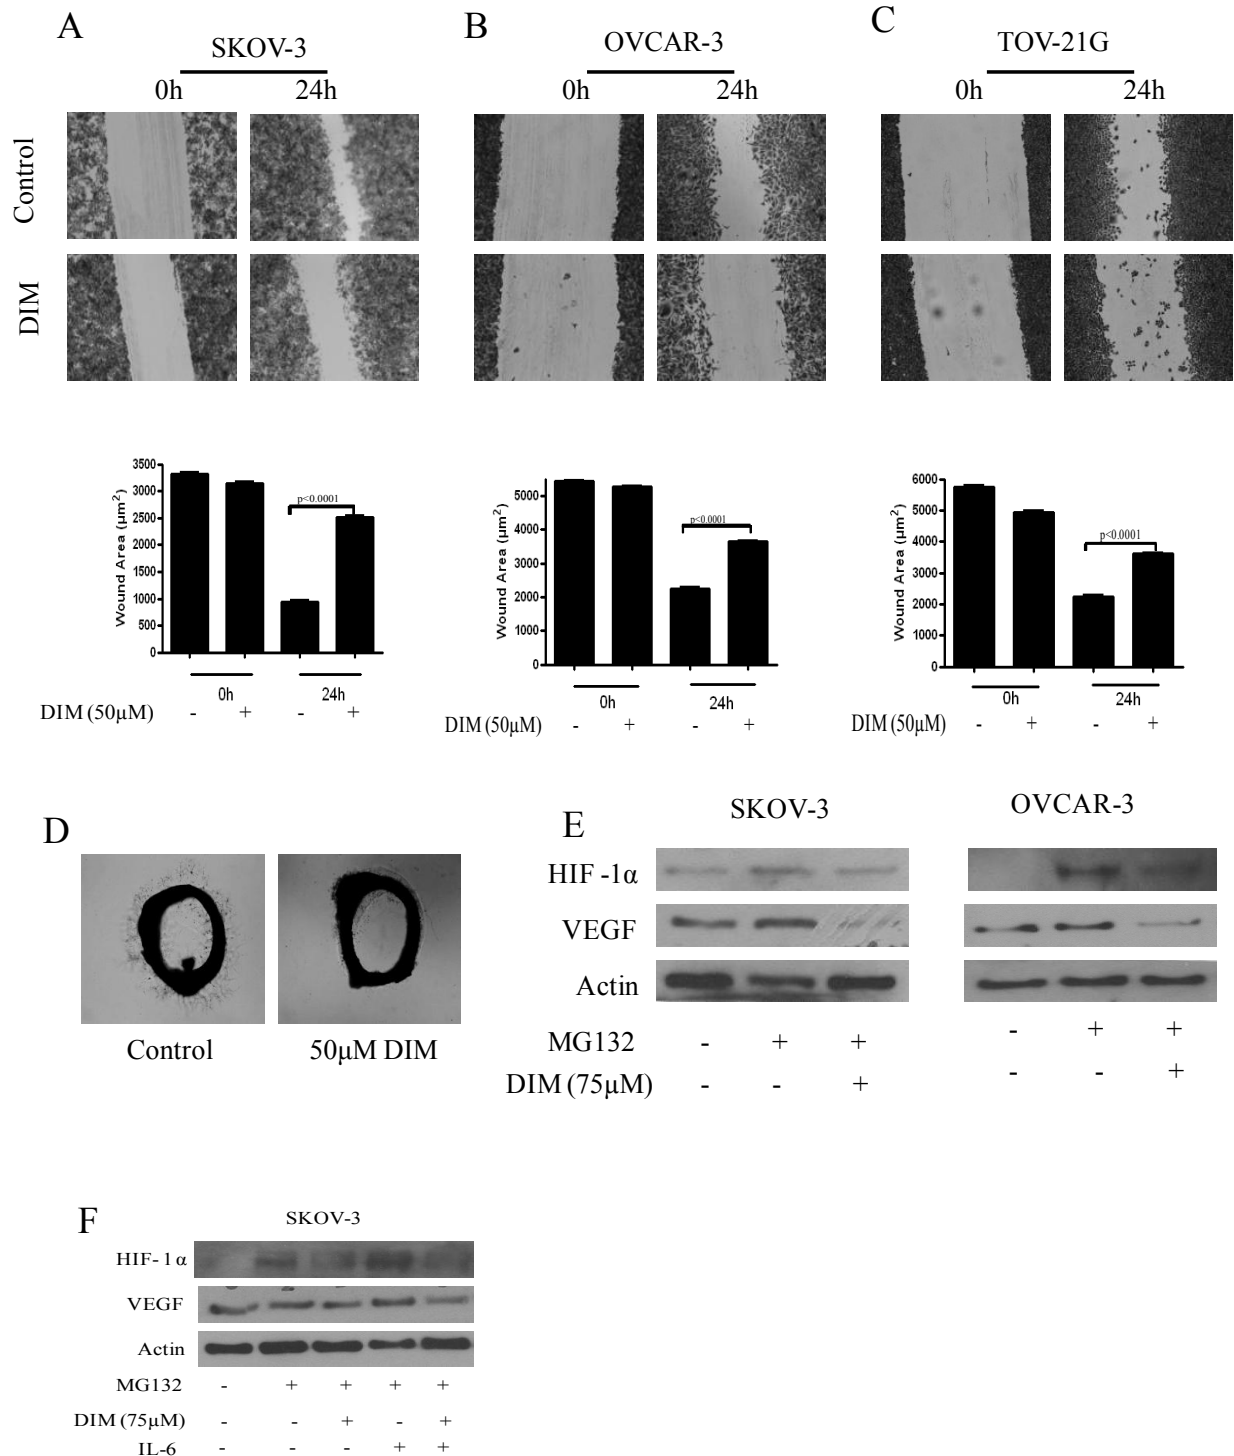 A
SKOV-3
0h 24h
B
OVCAR-3
0h 24h
C
TOV-21G
0h 24h
Control
DIM
Wound Area (µm²)
3500
3000
2500
2000
1500
1000
500
0
p<0.0001
0h 24h
DIM (50µM) - + - +
Wound Area (µm²)
5000
4000
3000
2000
1000
0
p<0.0001
0h 24h
DIM (50µM) - + - +
Wound Area (µm²)
6000
5000
4000
3000
2000
1000
0
p<0.0001
0h 24h
DIM (50µM) - + - +
D
Control 50µM DIM
E
SKOV-3 OVCAR-3
HIF -1α
VEGF
Actin
MG132 - + + - + +
DIM (75µM) - - + - - +
F
SKOV-3
HIF- 1 α
VEGF
Actin
MG132 - + + + +
DIM (75µM) - - + - +
IL-6 - - - + +